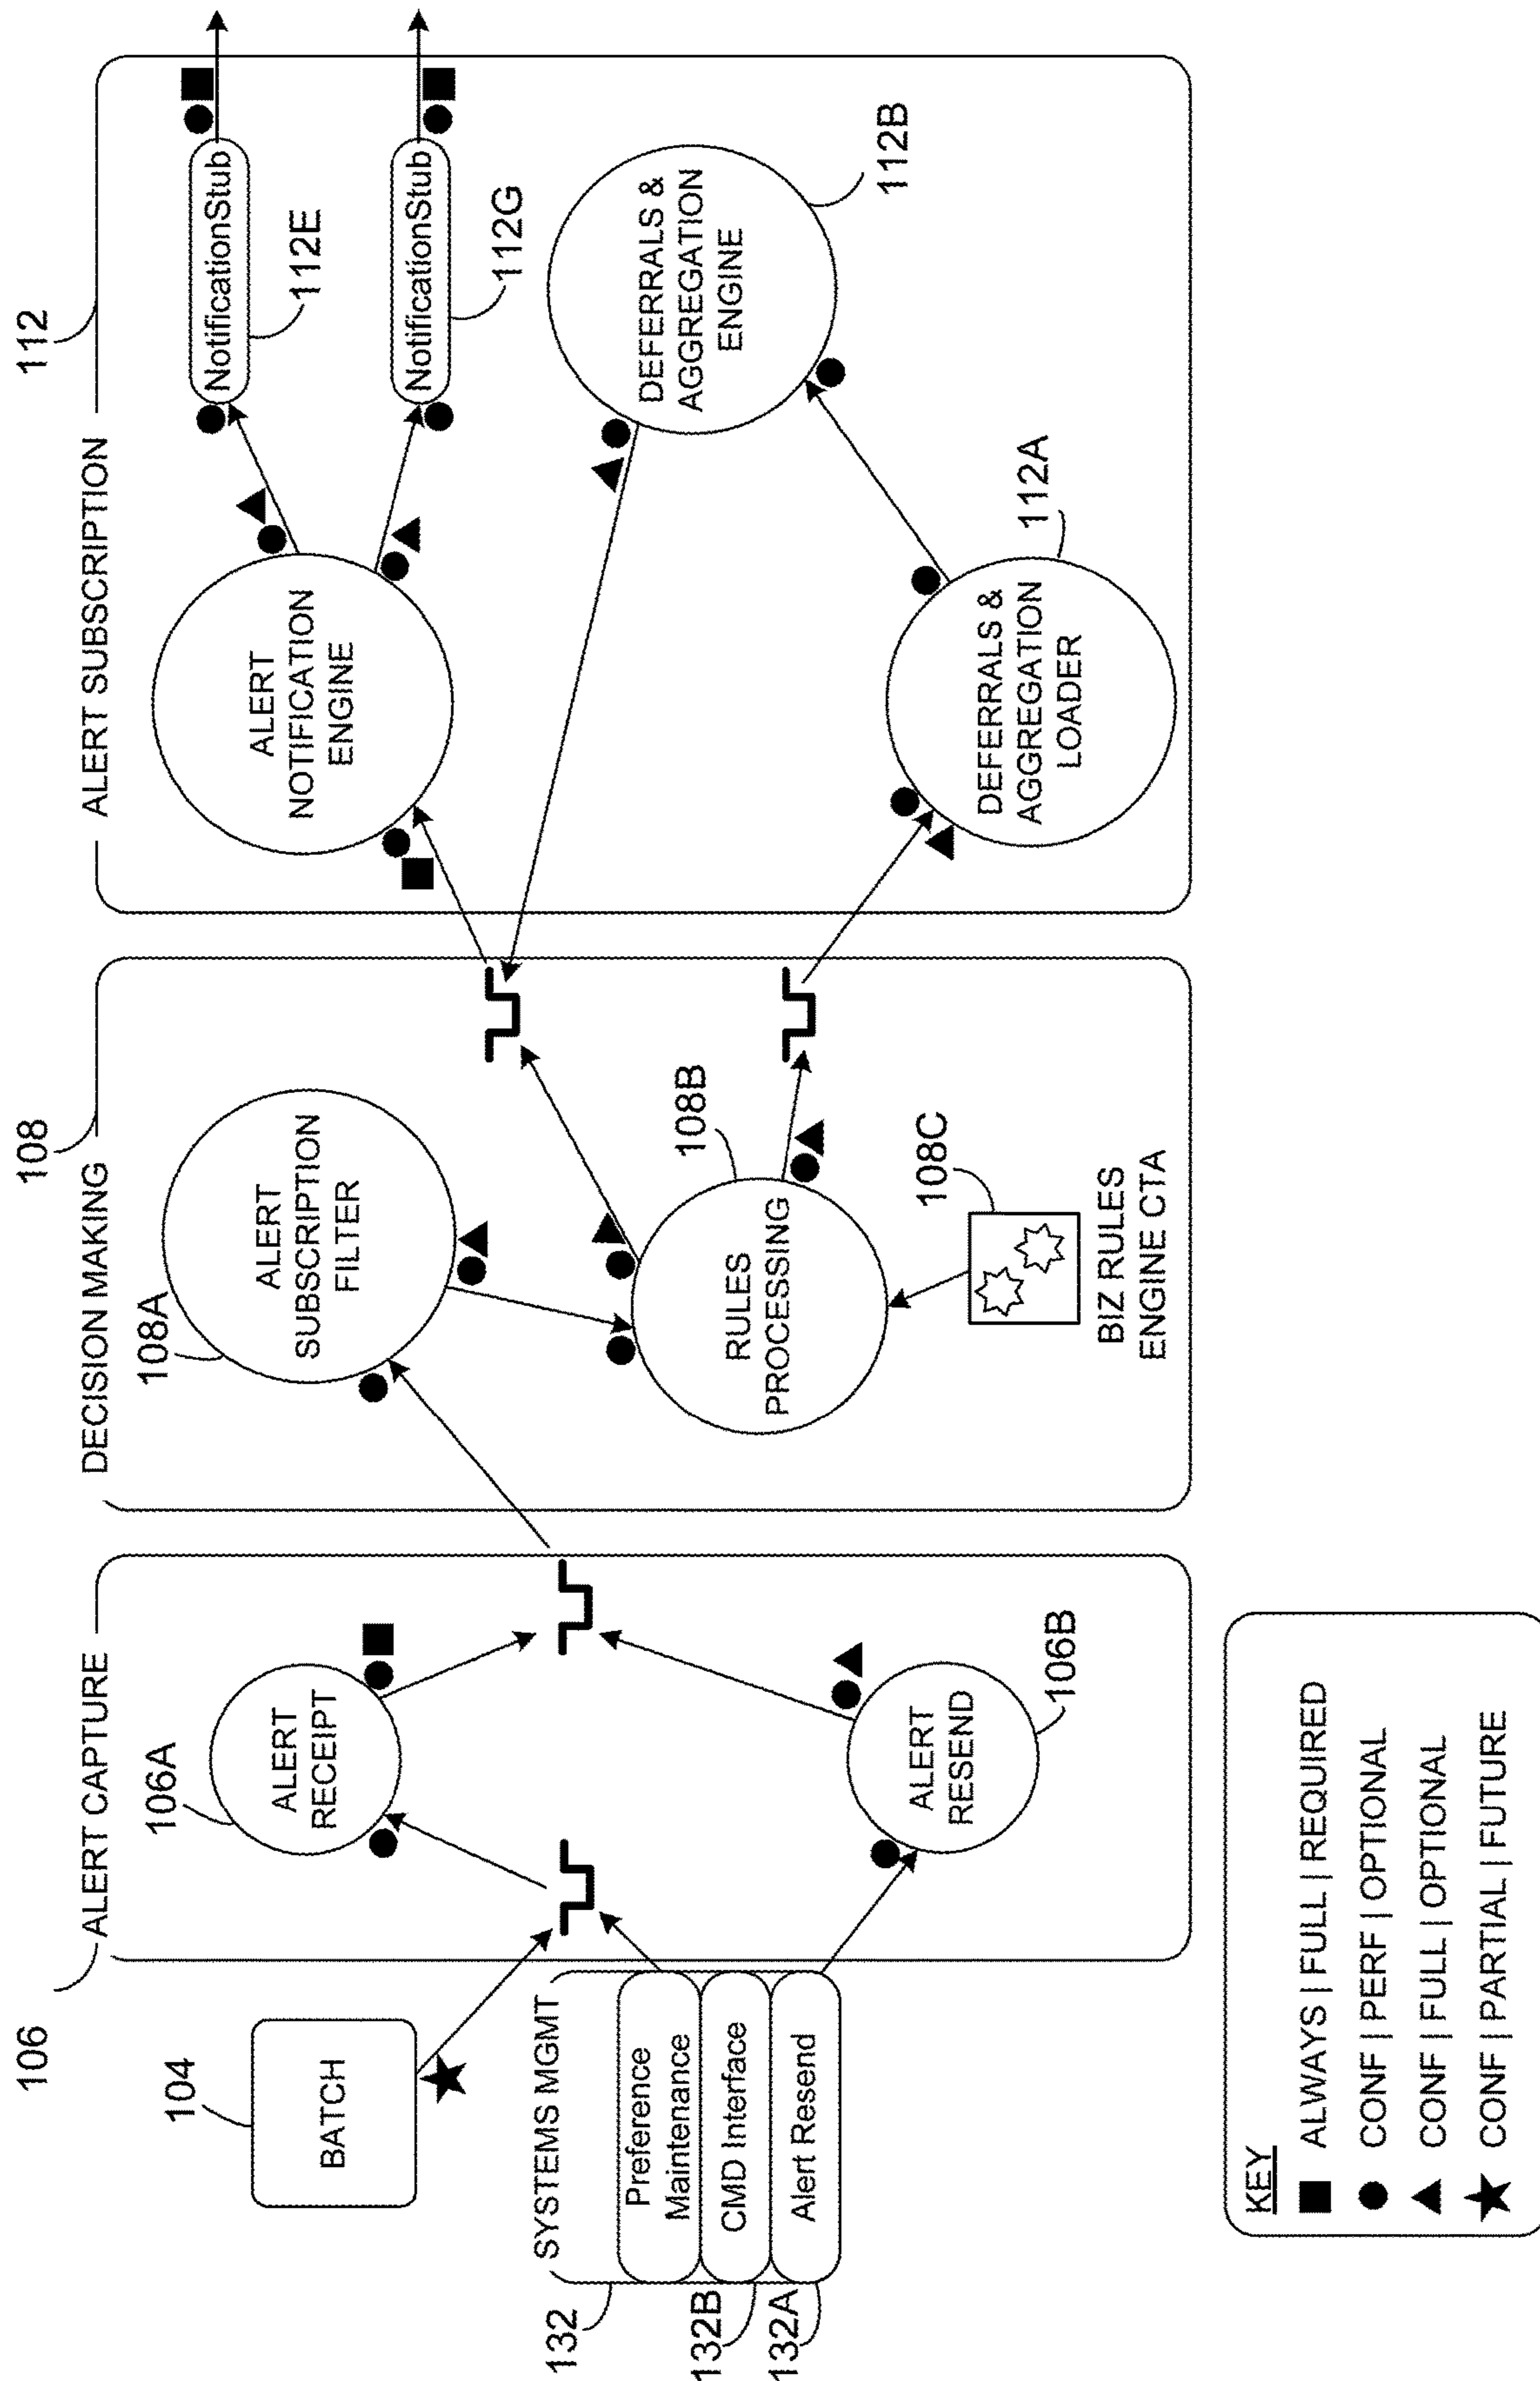 106
ALERT CAPTURE
108
DECISION MAKING
112
ALERT SUBSCRIPTION
104
BATCH
SYSTEMS MGMT
Preference
Maintenance
CMD Interface
Alert Resend
132
132B
132A
106A
ALERT
RECEIPT
ALERT
RESEND
106B
108A
ALERT
SUBSCRIPTION
FILTER
108B
RULES
PROCESSING
108C
BIZ RULES
ENGINE CTA
ALERT
NOTIFICATION
ENGINE
NotificationStub
112E
NotificationStub
112G
DEFERRALS &
AGGREGATION
ENGINE
112B
DEFERRALS &
AGGREGATION
LOADER
112A
KEY
ALWAYS | FULL | REQUIRED
CONF | PERF | OPTIONAL
CONF | FULL | OPTIONAL
CONF | PARTIAL | FUTURE